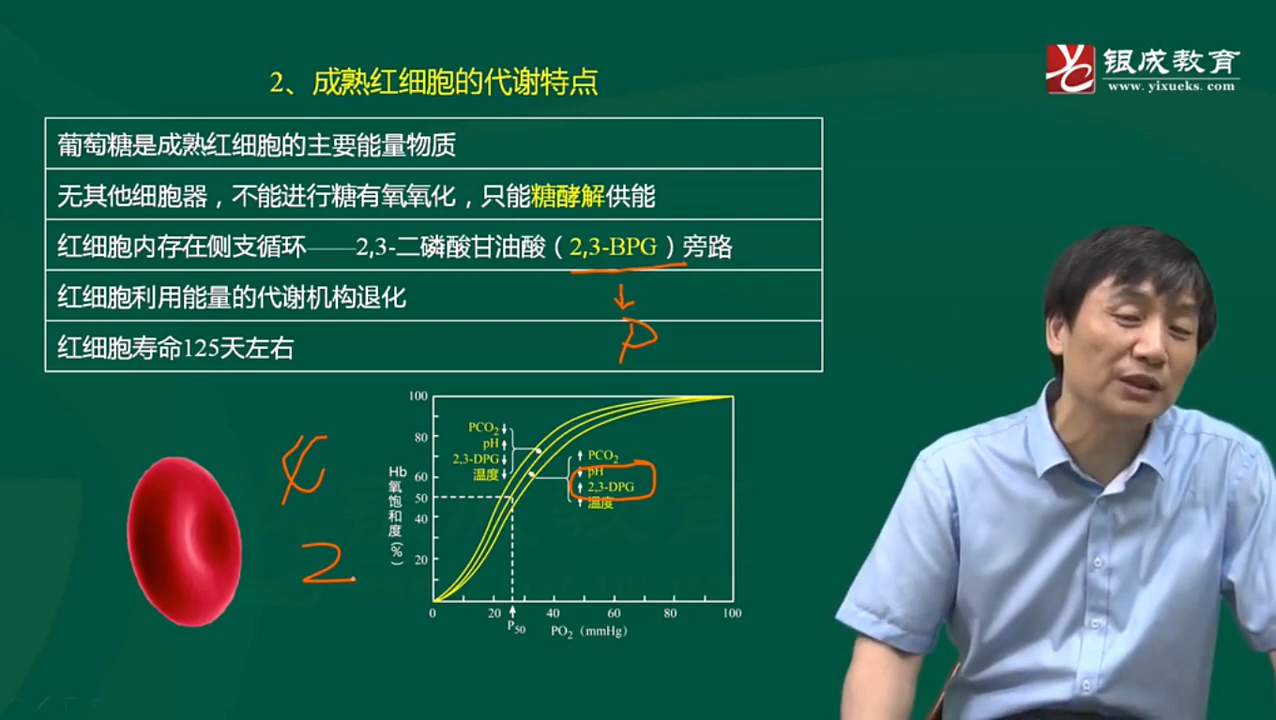 2、成熟红细胞的代谢特点
银成教育
www.yixueks.com
葡萄糖是成熟红细胞的主要能量物质
无其他细胞器，不能进行糖有氧氧化，只能糖酵解供能
红细胞内存在侧支循环——2,3-二磷酸甘油酸（2,3-BPG）旁路
红细胞利用能量的代谢机构退化
P
红细胞寿命125天左右
2
Hb氧饱和度(%)
100
80
60
50
40
20
0
PCO₂↓
pH↑
2,3-DPG↓
温度↓
↑PCO₂
↓pH
↑2,3-DPG
↑温度
20
40
60
80
100
P₅₀
PO₂（mmHg）